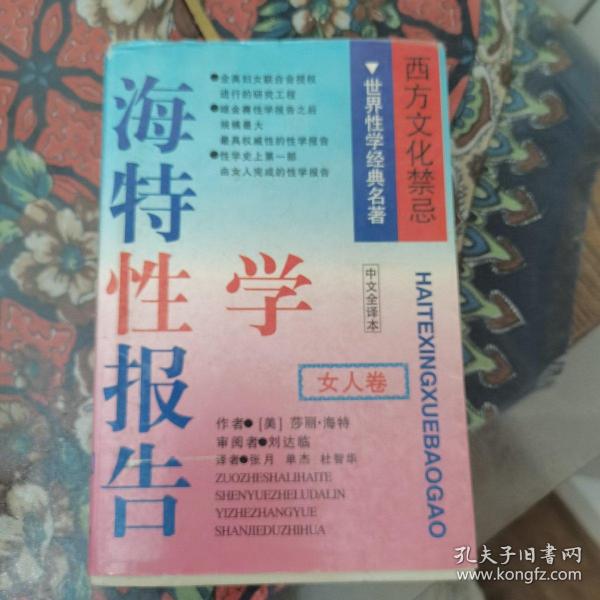 西方文化禁忌
▼世界性学经典名著
●全美妇女联合会授权
进行的研究工程
●继金赛性学报告之后
规模最大
最具权威性的性学报告
●性学史上第一部
由女人完成的性学报告
海特性学报告
中文全译本
女人卷
HAITEXINGXUEBAOGAO
作者●［美］莎丽·海特
审阅者●刘达临
译者●张月 单杰 杜智华
ZUOZHESHALIHAITE
SHENYUEZHELUDALIN
YIZHEZHANGYUE
SHANJIEDUZHIHUA
孔夫子旧书网
www.kongfz.com